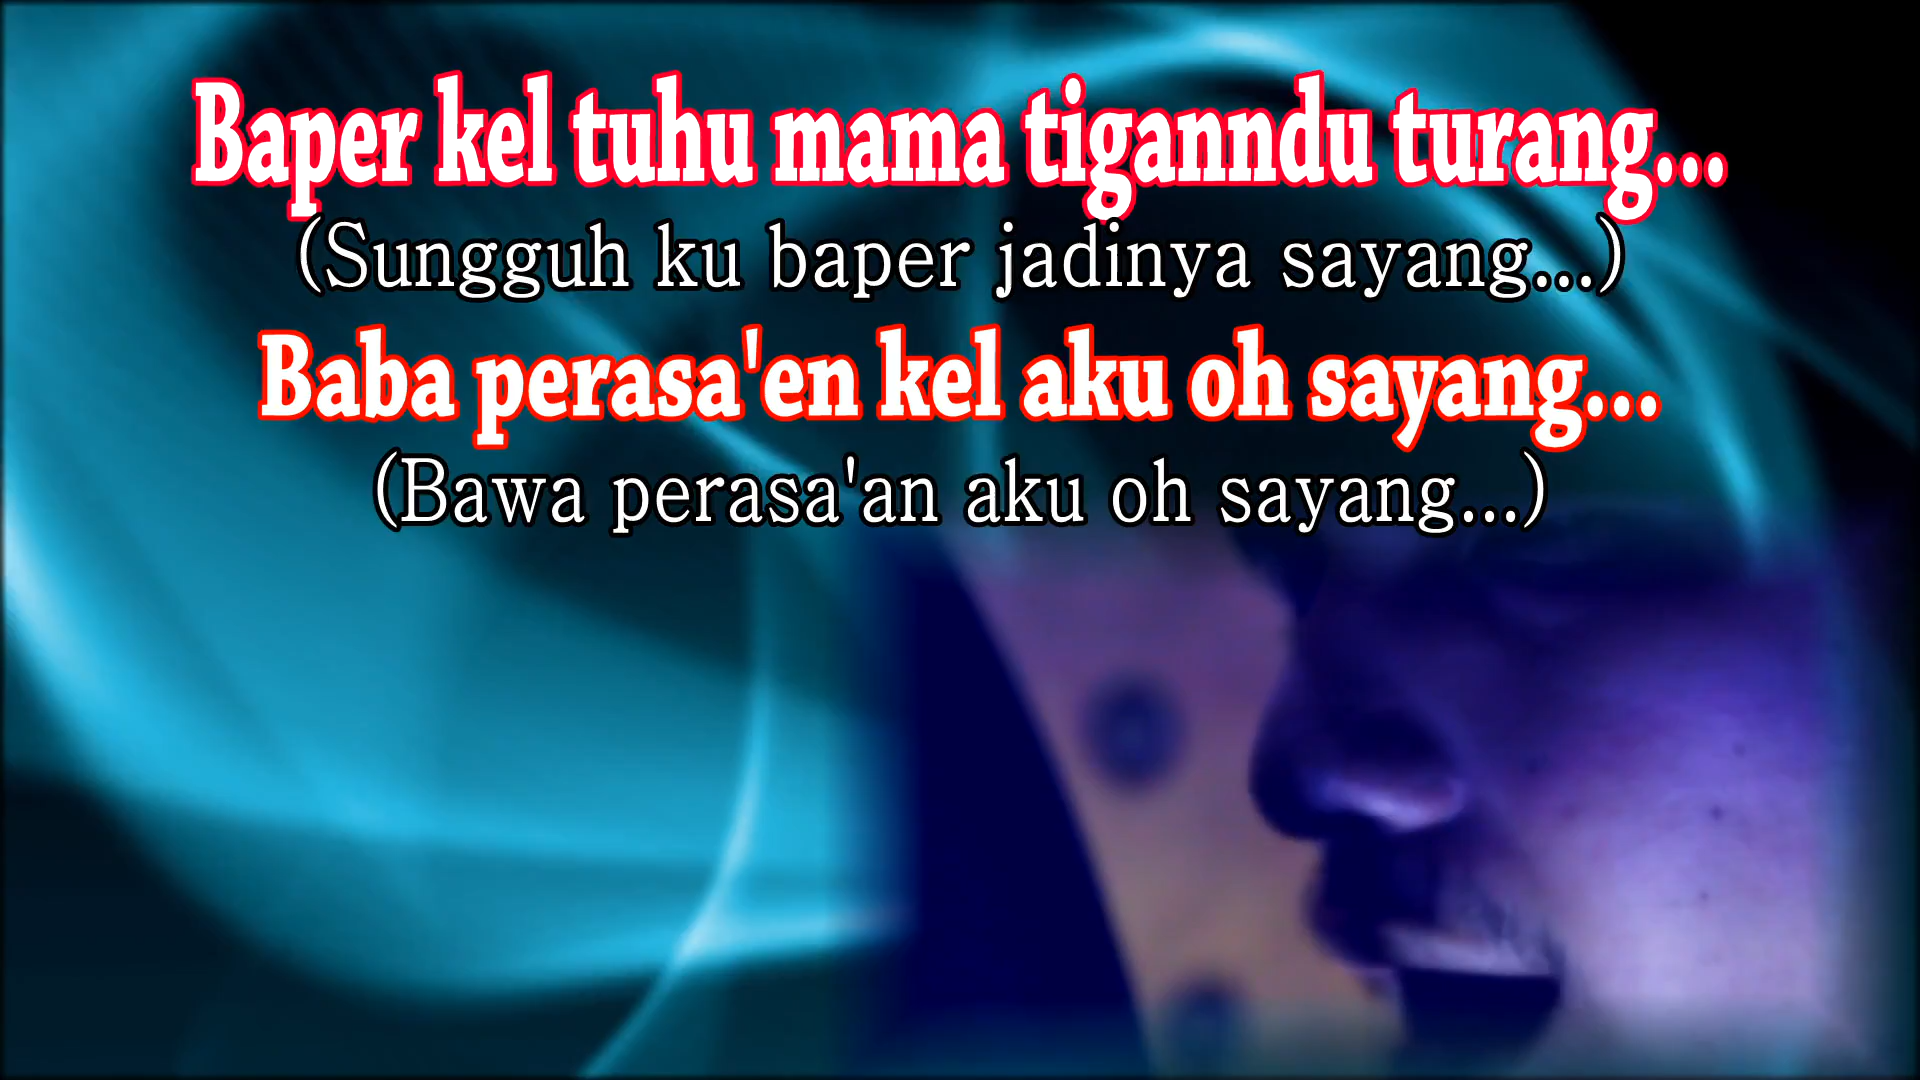 Baper kel tuhu mama tiganndu turang...
(Sungguh ku baper jadinya sayang...)
Baba perasa'en kel aku oh sayang...
(Bawa perasa'an aku oh sayang...)